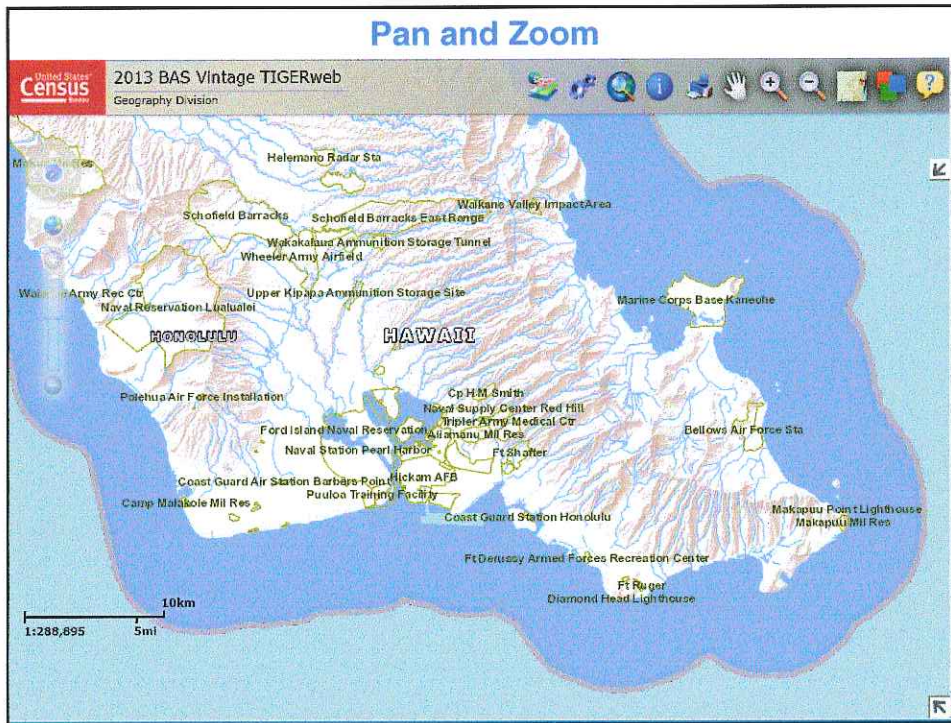 Pan and Zoom
United States®
Census
Bureau
2013 BAS Vintage TIGERweb
Geography Division
Helemano Radar Sta
Waikane Valley Impact Area
Schofield Barracks
Schofield Barracks East Range
Wakakalaua Ammunition Storage Tunnel
Wheeler Army Airfield
Army Rec Ctr
Upper Kipapa Ammunition Storage Site
Marine Corps Base Kaneohe
Naval Reservation Lualualei
HONOLULU
HAWAII
Palehua Air Force Installation
Cp H M Smith
Naval Supply Center Red Hill
Tripler Army Medical Ctr
Ford Island Naval Reservation
Aliamanu Mil Res
Bellows Air Force Sta
Naval Station Pearl Harbor
Ft Shafter
Coast Guard Air Station Barbers Point
Hickam AFB
Puuloa Training Facility
Camp Malakole Mil Res
Coast Guard Station Honolulu
Makapuu Point Lighthouse
Makapuu Mil Res
Ft Derussy Armed Forces Recreation Center
Ft Ruger
Diamond Head Lighthouse
10km
1:288,895
5mi